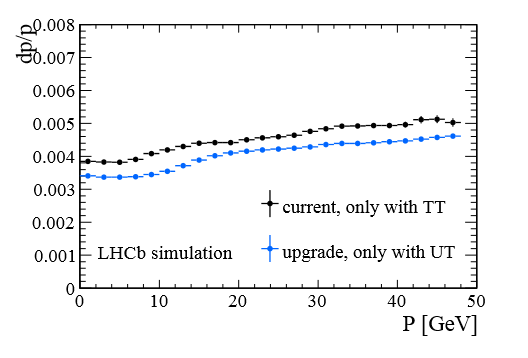 dp/p
0.008
0.007
0.006
0.005
0.004
0.003
0.002
0.001
0
current, only with TT
LHCb simulation
upgrade, only with UT
0 10 20 30 40 50
P [GeV]